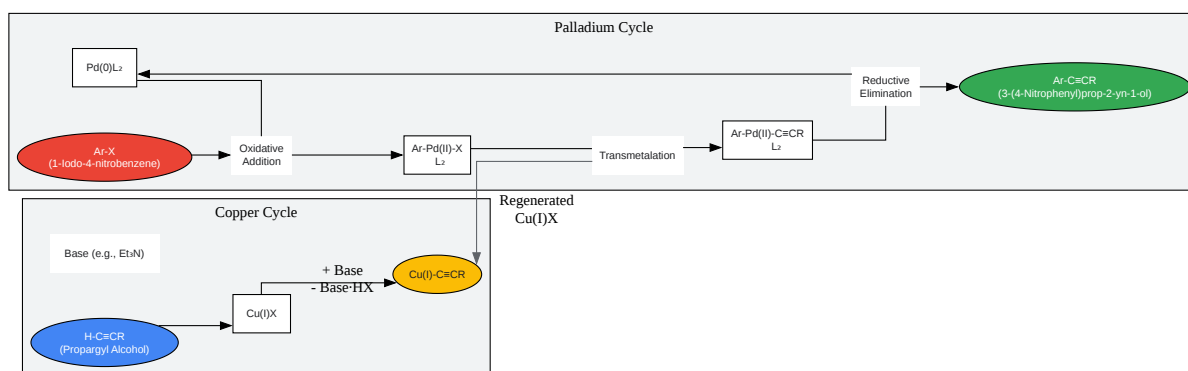 Palladium Cycle
Pd(0)L₂
Reductive
Elimination
Ar-C≡CR
(3-(4-Nitrophenyl)prop-2-yn-1-ol)
Ar-X
(1-Iodo-4-nitrobenzene)
Oxidative
Addition
Ar-Pd(II)-X
L₂
Transmetalation
Ar-Pd(II)-C≡CR
L₂
Regenerated
Cu(I)X
Copper Cycle
Base (e.g., Et₃N)
+ Base
- Base·HX
Cu(I)-C≡CR
Cu(I)X
H-C≡CR
(Propargyl Alcohol)